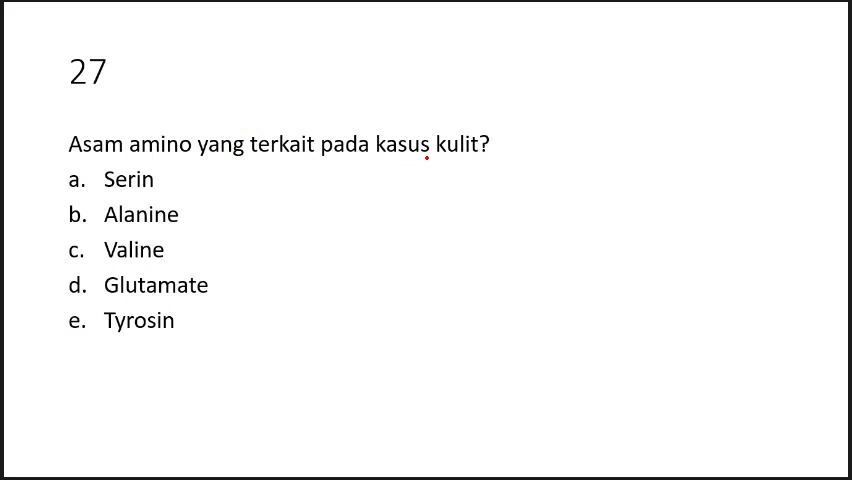 27
Asam amino yang terkait pada kasus kulit?
a. Serin
b. Alanine
c. Valine
d. Glutamate
e. Tyrosin